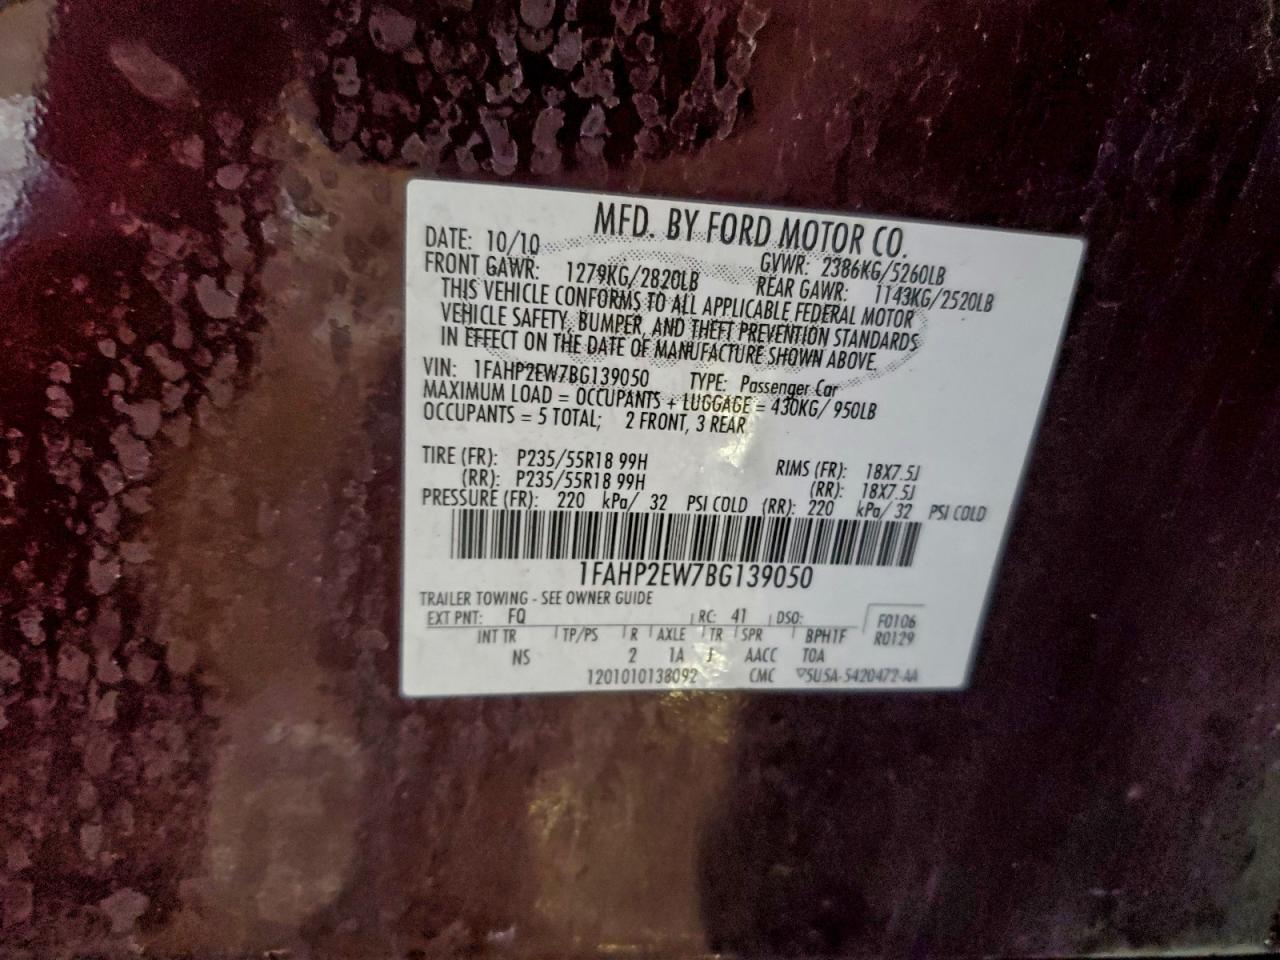 MFD. BY FORD MOTOR CO.
DATE: 10/10 GVWR: 2386KG/5260LB
FRONT GAWR: 1279KG/2820LB REAR GAWR: 1143KG/2520LB
THIS VEHICLE CONFORMS TO ALL APPLICABLE FEDERAL MOTOR
VEHICLE SAFETY, BUMPER, AND THEFT PREVENTION STANDARDS
IN EFFECT ON THE DATE OF MANUFACTURE SHOWN ABOVE.
VIN: 1FAHP2EW7BG139050 TYPE: Passenger Car
MAXIMUM LOAD = OCCUPANTS + LUGGAGE = 430KG/ 950LB
OCCUPANTS = 5 TOTAL; 2 FRONT, 3 REAR
TIRE (FR): P235/55R18 99H RIMS (FR): 18X7.5J
(RR): P235/55R18 99H (RR): 18X7.5J
PRESSURE (FR): 220 kPa/ 32 PSI COLD (RR): 220 kPa/ 32 PSI COLD
1FAHP2EW7BG139050
TRAILER TOWING - SEE OWNER GUIDE
EXT PNT: FQ RC: 41 DSO: F0106
INT TR TP/PS R AXLE TR SPR BPH1F R0129
NS 2 1A J AACC TOA
1201010138092 CMC 5U5A-5420472-AA